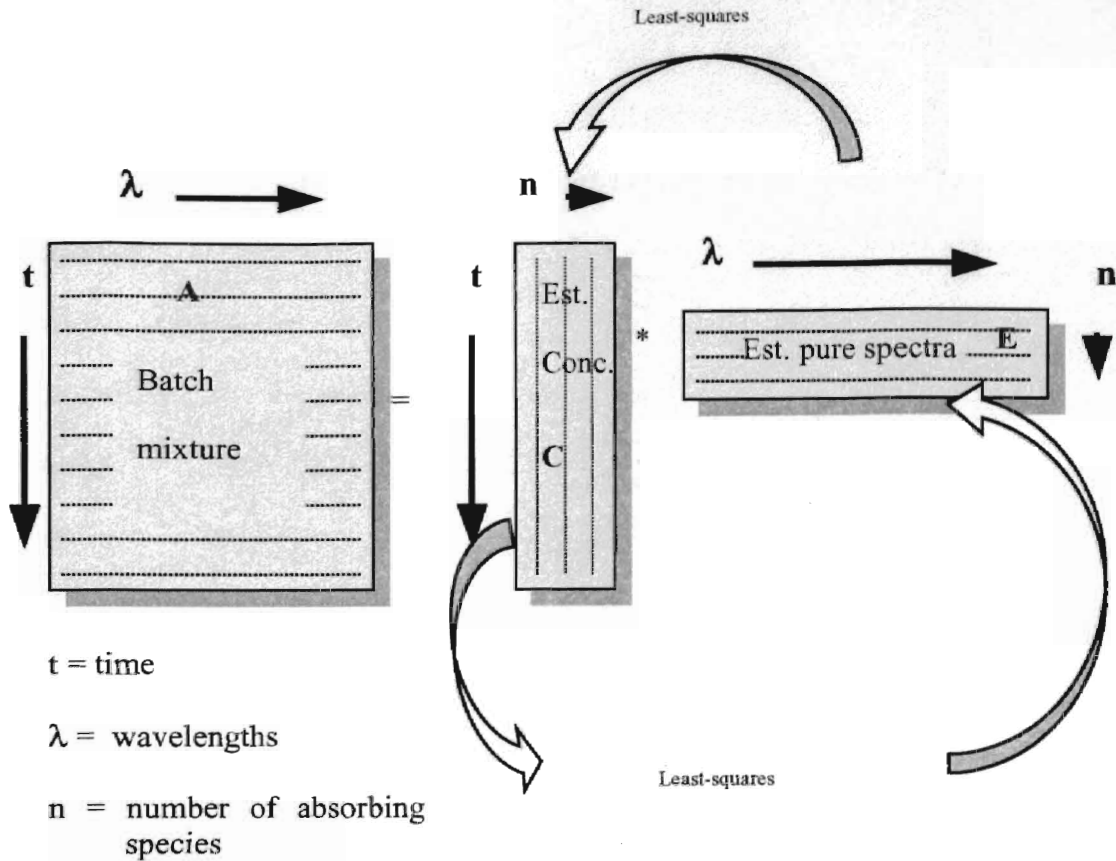 Least-squares
λ
n
t
A
Batch
mixture
=
t
Est.
Conc.
C
*
λ
n
Est. pure spectra E
t = time
λ = wavelengths
n = number of absorbing
species
Least-squares